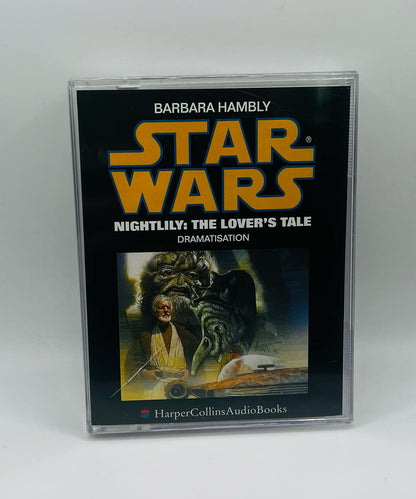 BARBARA HAMBLY
STAR
WARS®
NIGHTLILY: THE LOVER'S TALE
DRAMATISATION
HarperCollinsAudioBooks